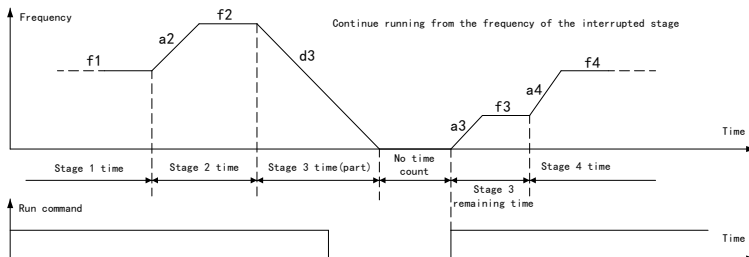 Frequency
Continue running from the frequency of the interrupted stage
f1
a2
f2
d3
a3
f3
a4
f4
Time
Stage 1 time
Stage 2 time
Stage 3 time(part)
No time
count
Stage 3
remaining time
Stage 4 time
Run command
Time